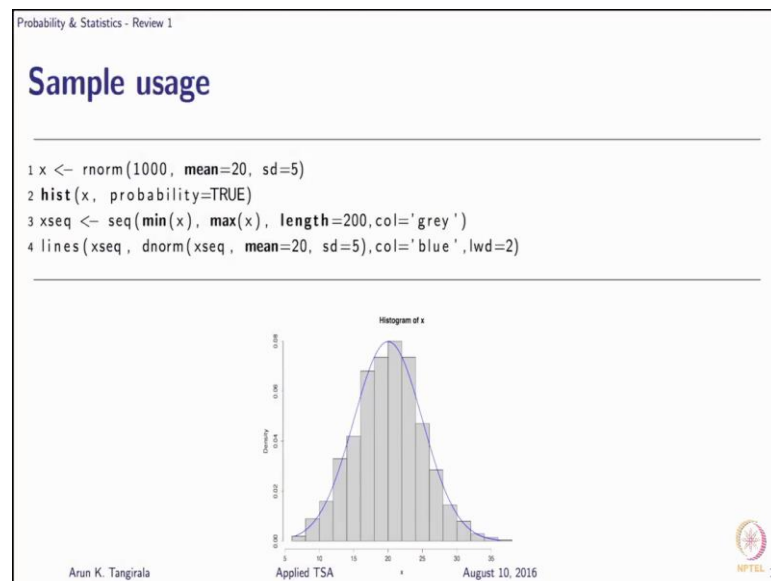 Probability & Statistics - Review 1
Sample usage
1 x <- rnorm(1000, mean=20, sd=5)
2 hist(x, probability=TRUE)
3 xseq <- seq(min(x), max(x), length=200,col='grey')
4 lines(xseq, dnorm(xseq, mean=20, sd=5),col='blue',lwd=2)
Histogram of x
Density
0.08
0.06
0.04
0.02
0.00
5 10 15 20 25 30 35
x
Arun K. Tangirala Applied TSA August 10, 2016
NPTEL